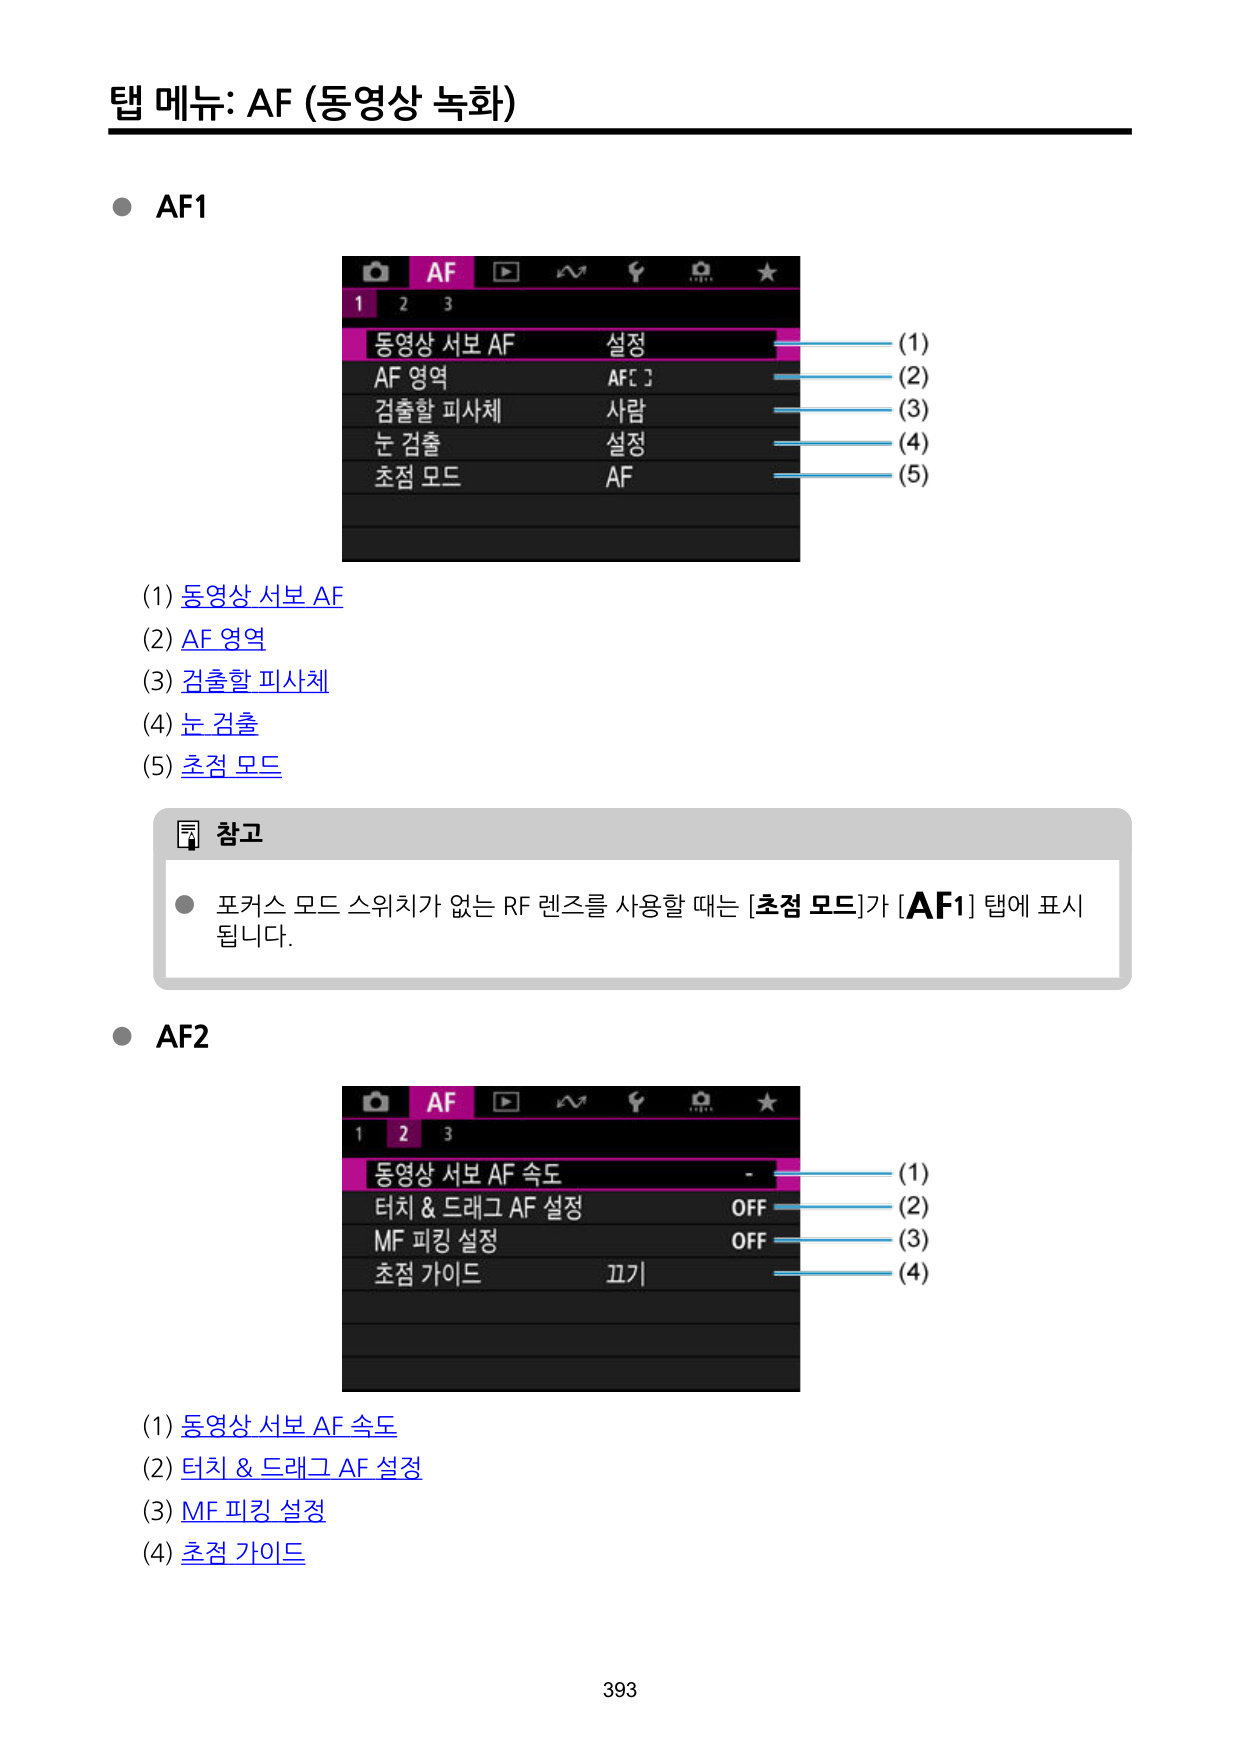 탭 메뉴: AF (동영상 녹화)
● AF1
AF
1 2 3
동영상 서보 AF 설정 (1)
AF 영역 AF[ ] (2)
검출할 피사체 사람 (3)
눈 검출 설정 (4)
초점 모드 AF (5)
(1) 동영상 서보 AF
(2) AF 영역
(3) 검출할 피사체
(4) 눈 검출
(5) 초점 모드
참고
● 포커스 모드 스위치가 없는 RF 렌즈를 사용할 때는 [초점 모드]가 [AF1] 탭에 표시
됩니다.
● AF2
AF
1 2 3
동영상 서보 AF 속도 - (1)
터치 & 드래그 AF 설정 OFF (2)
MF 피킹 설정 OFF (3)
초점 가이드 끄기 (4)
(1) 동영상 서보 AF 속도
(2) 터치 & 드래그 AF 설정
(3) MF 피킹 설정
(4) 초점 가이드
393